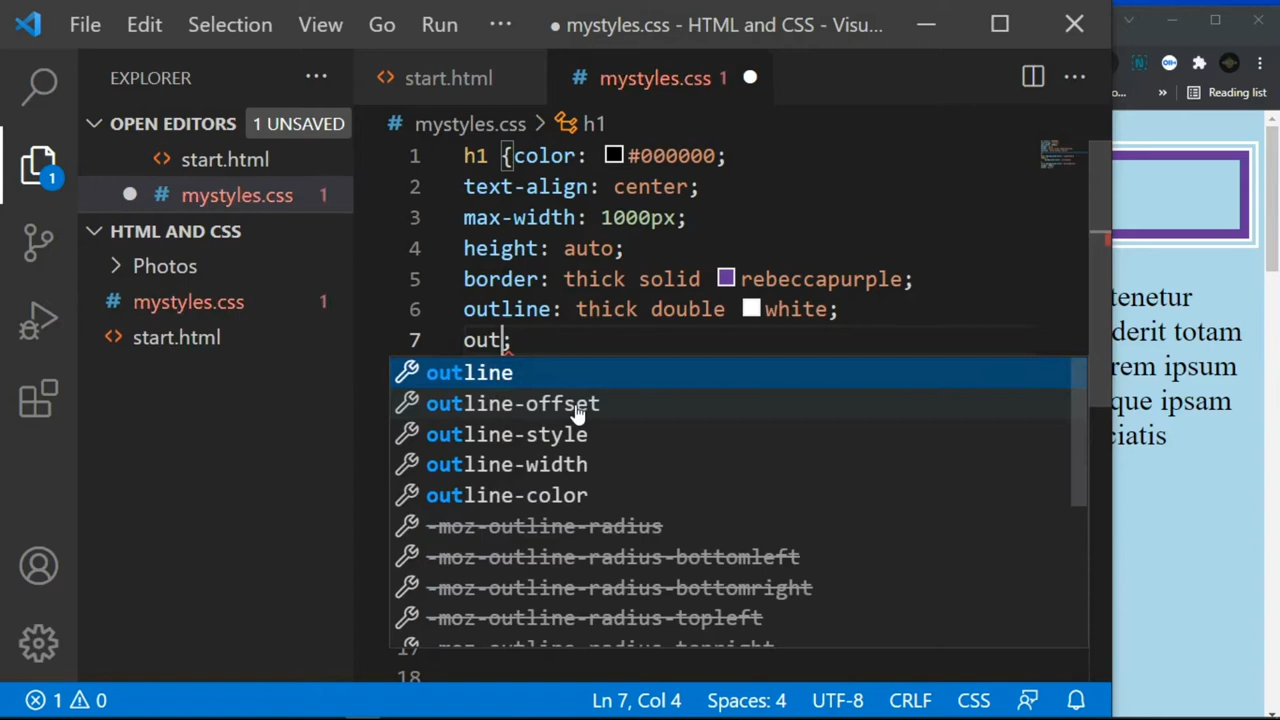 File Edit Selection View Go Run ··· ● mystyles.css - HTML and CSS - Visu...
EXPLORER ···
start.html
mystyles.css 1
OPEN EDITORS 1 UNSAVED
start.html
mystyles.css 1
HTML AND CSS
Photos
mystyles.css 1
start.html
1
mystyles.css > h1
1 h1 {color: #000000;
2 text-align: center;
3 max-width: 1000px;
4 height: auto;
5 border: thick solid rebeccapurple;
6 outline: thick double white;
7 out;
outline
outline-offset
outline-style
outline-width
outline-color
-moz-outline-radius
-moz-outline-radius-bottomleft
-moz-outline-radius-bottomright
-moz-outline-radius-topleft
-moz-outline-radius-topright
18
1 0 Ln 7, Col 4 Spaces: 4 UTF-8 CRLF CSS
o... » Reading list
tenetur
derit totam
rem ipsum
que ipsam
ciatis